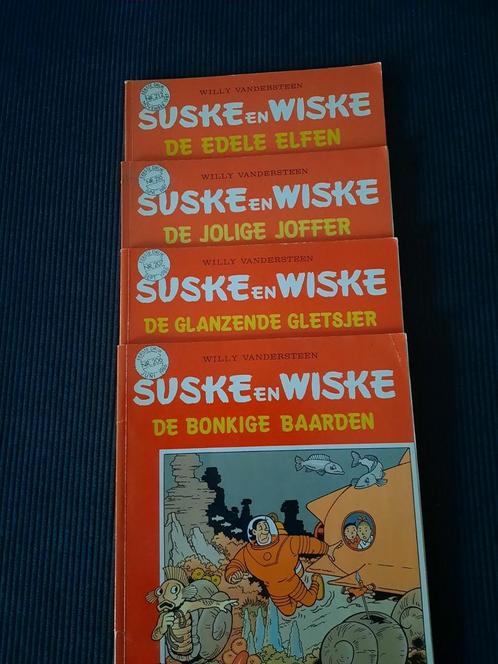 WILLY VANDERSTEEN
SUSKE EN WISKE
DE EDELE ELFEN
WILLY VANDERSTEEN
SUSKE EN WISKE
DE JOLIGE JOFFER
WILLY VANDERSTEEN
SUSKE EN WISKE
DE GLANZENDE GLETSJER
WILLY VANDERSTEEN
SUSKE EN WISKE
DE BONKIGE BAARDEN